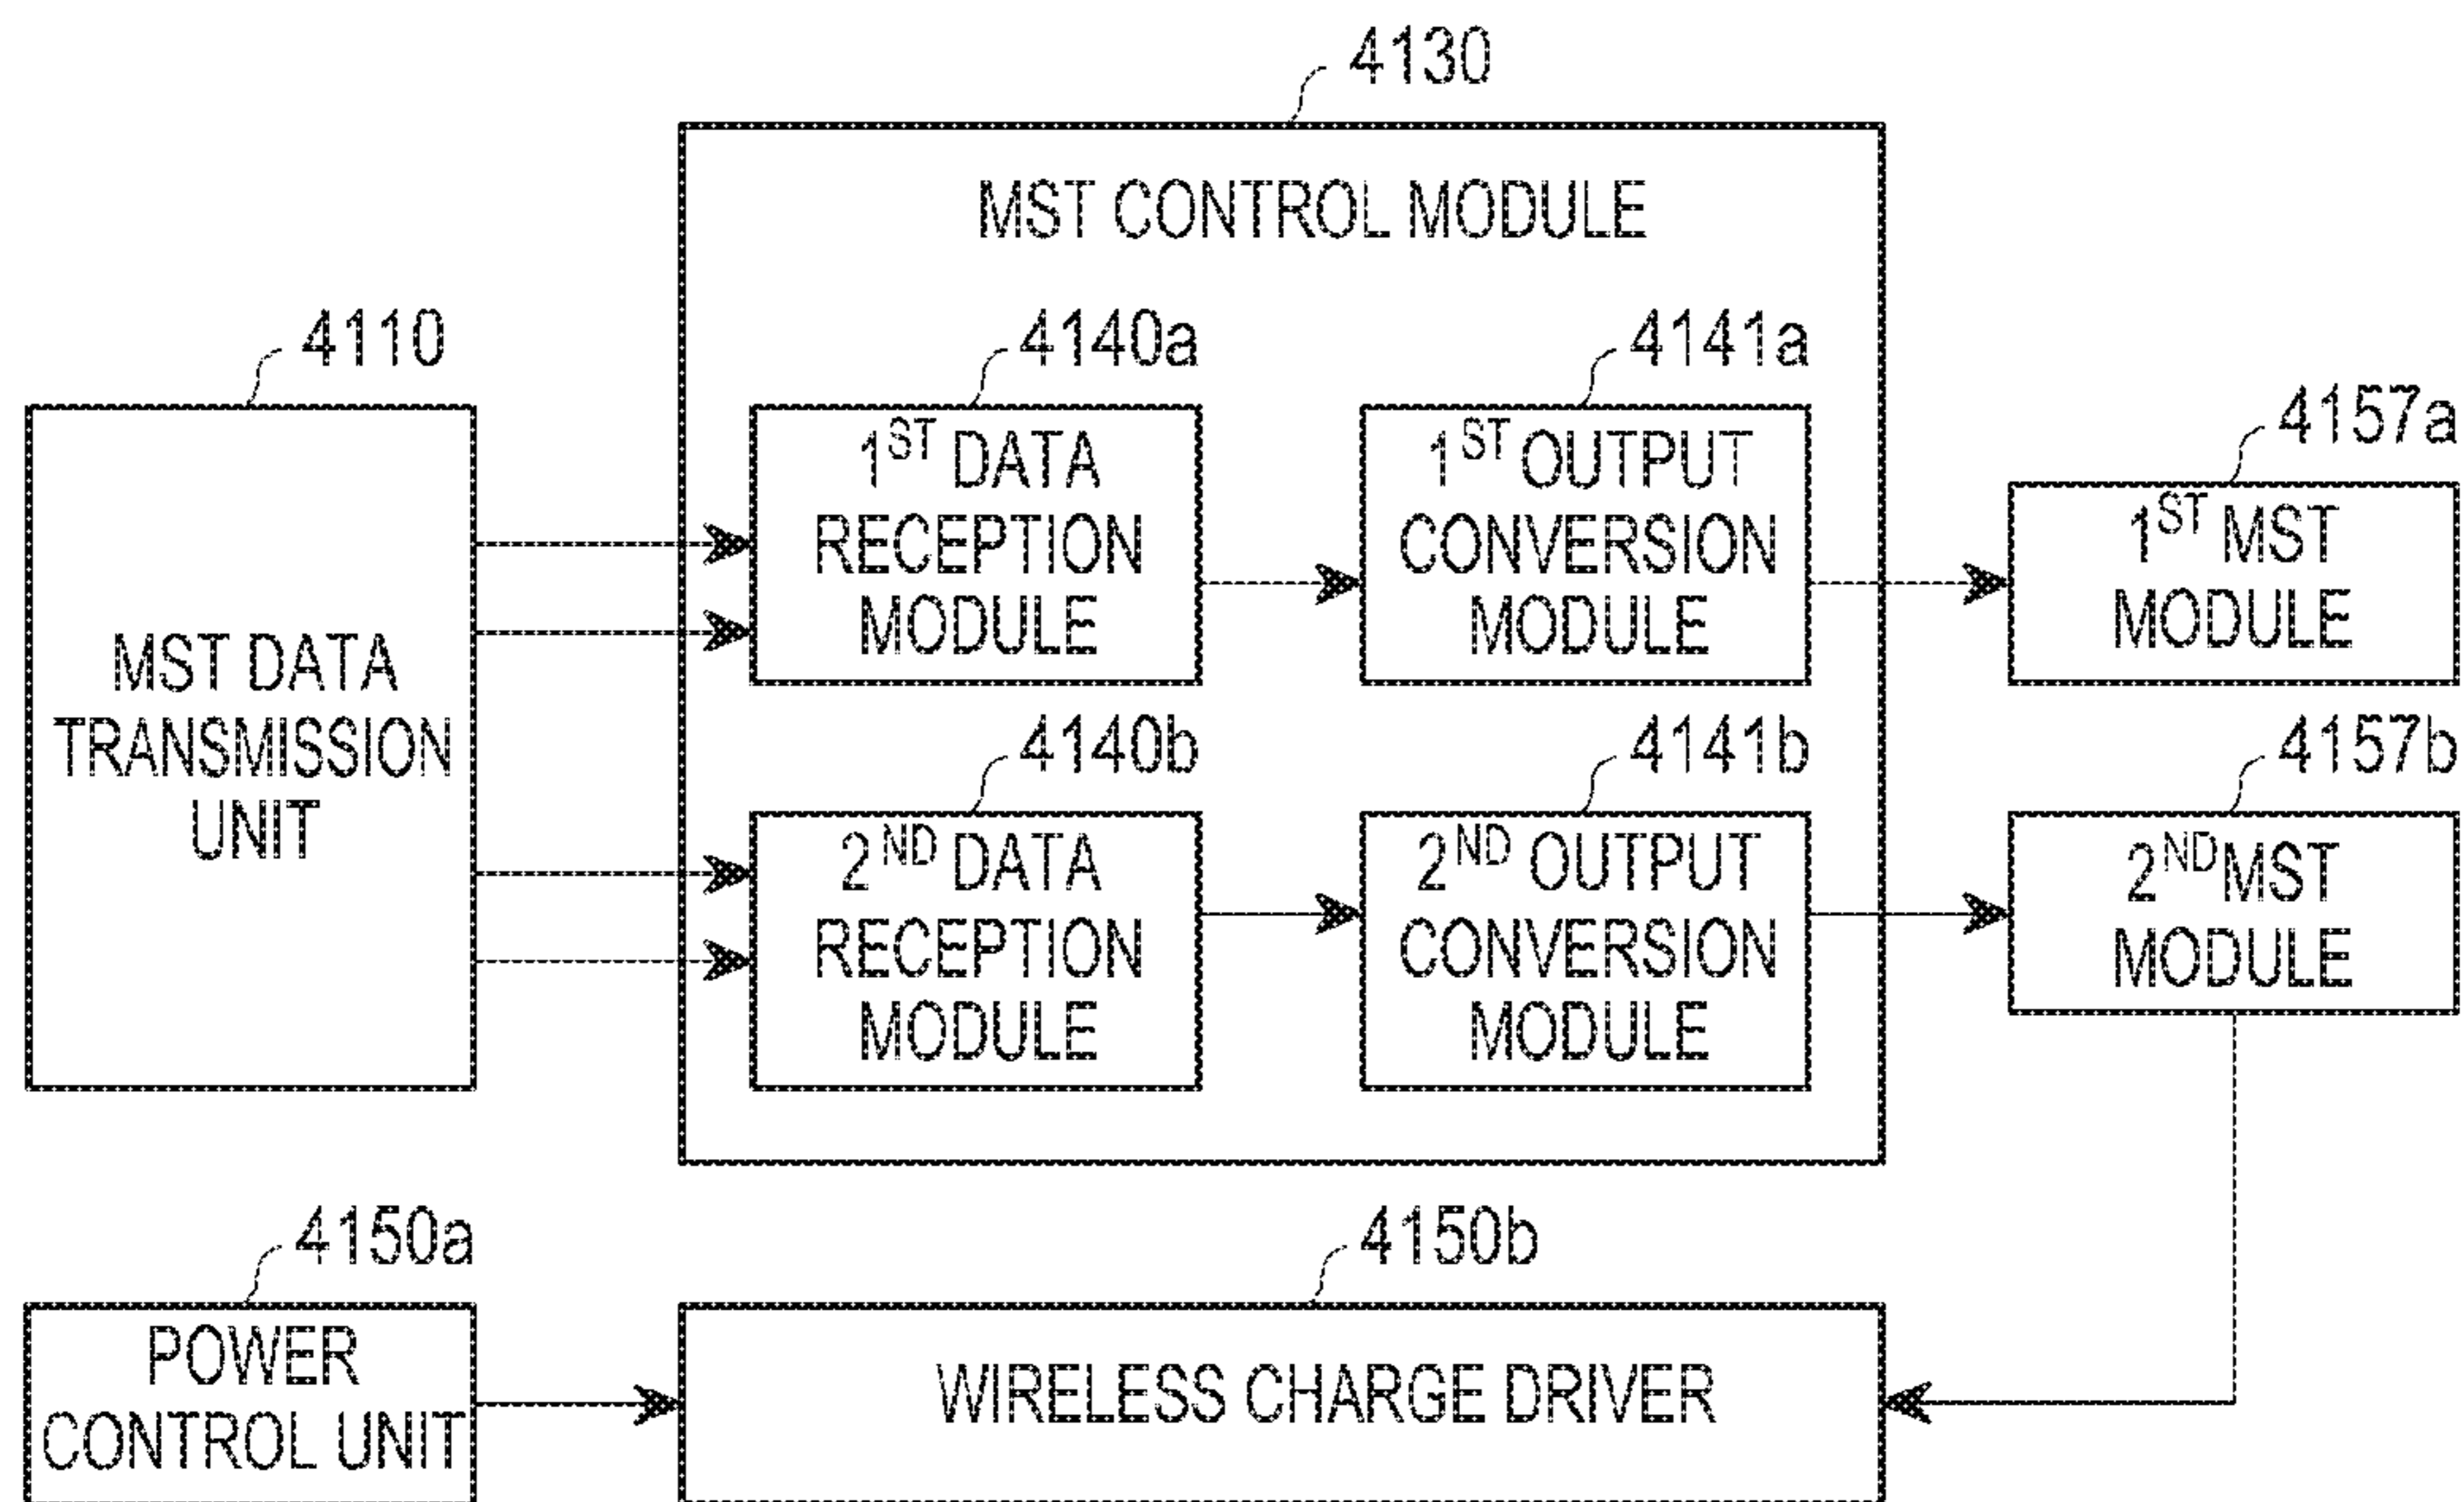 4130
MST CONTROL MODULE
4110
MST DATA
TRANSMISSION
UNIT
4140a
1ST DATA
RECEPTION
MODULE
4141a
1ST OUTPUT
CONVERSION
MODULE
4157a
1ST MST
MODULE
4140b
2ND DATA
RECEPTION
MODULE
4141b
2ND OUTPUT
CONVERSION
MODULE
4157b
2ND MST
MODULE
4150a
POWER
CONTROL UNIT
4150b
WIRELESS CHARGE DRIVER